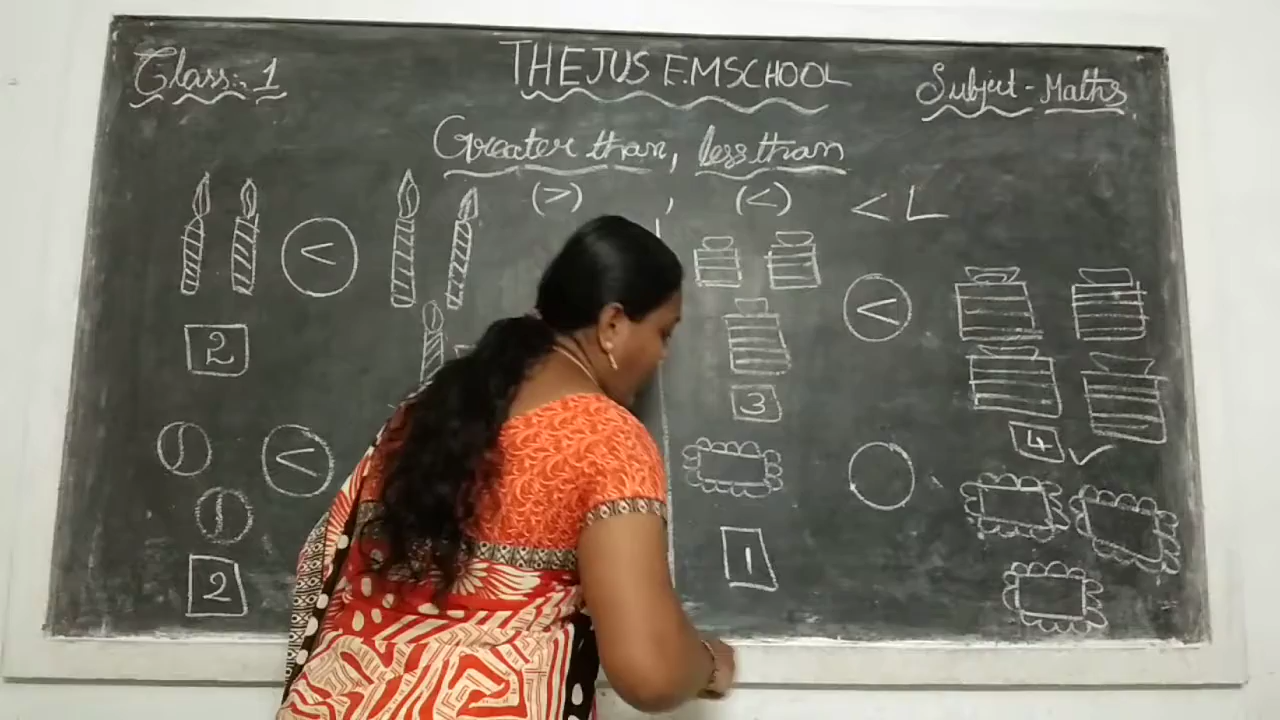 Class:- 1
THEJUS E.M SCHOOL
Subject - Maths
Greater than, less than
(>) , (<) < L
<
2
<
3
<
4
<
2
1